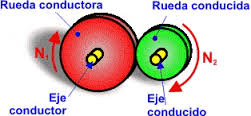 Rueda conductora
Rueda conducida
N1
N2
Eje
conductor
Eje
conducido